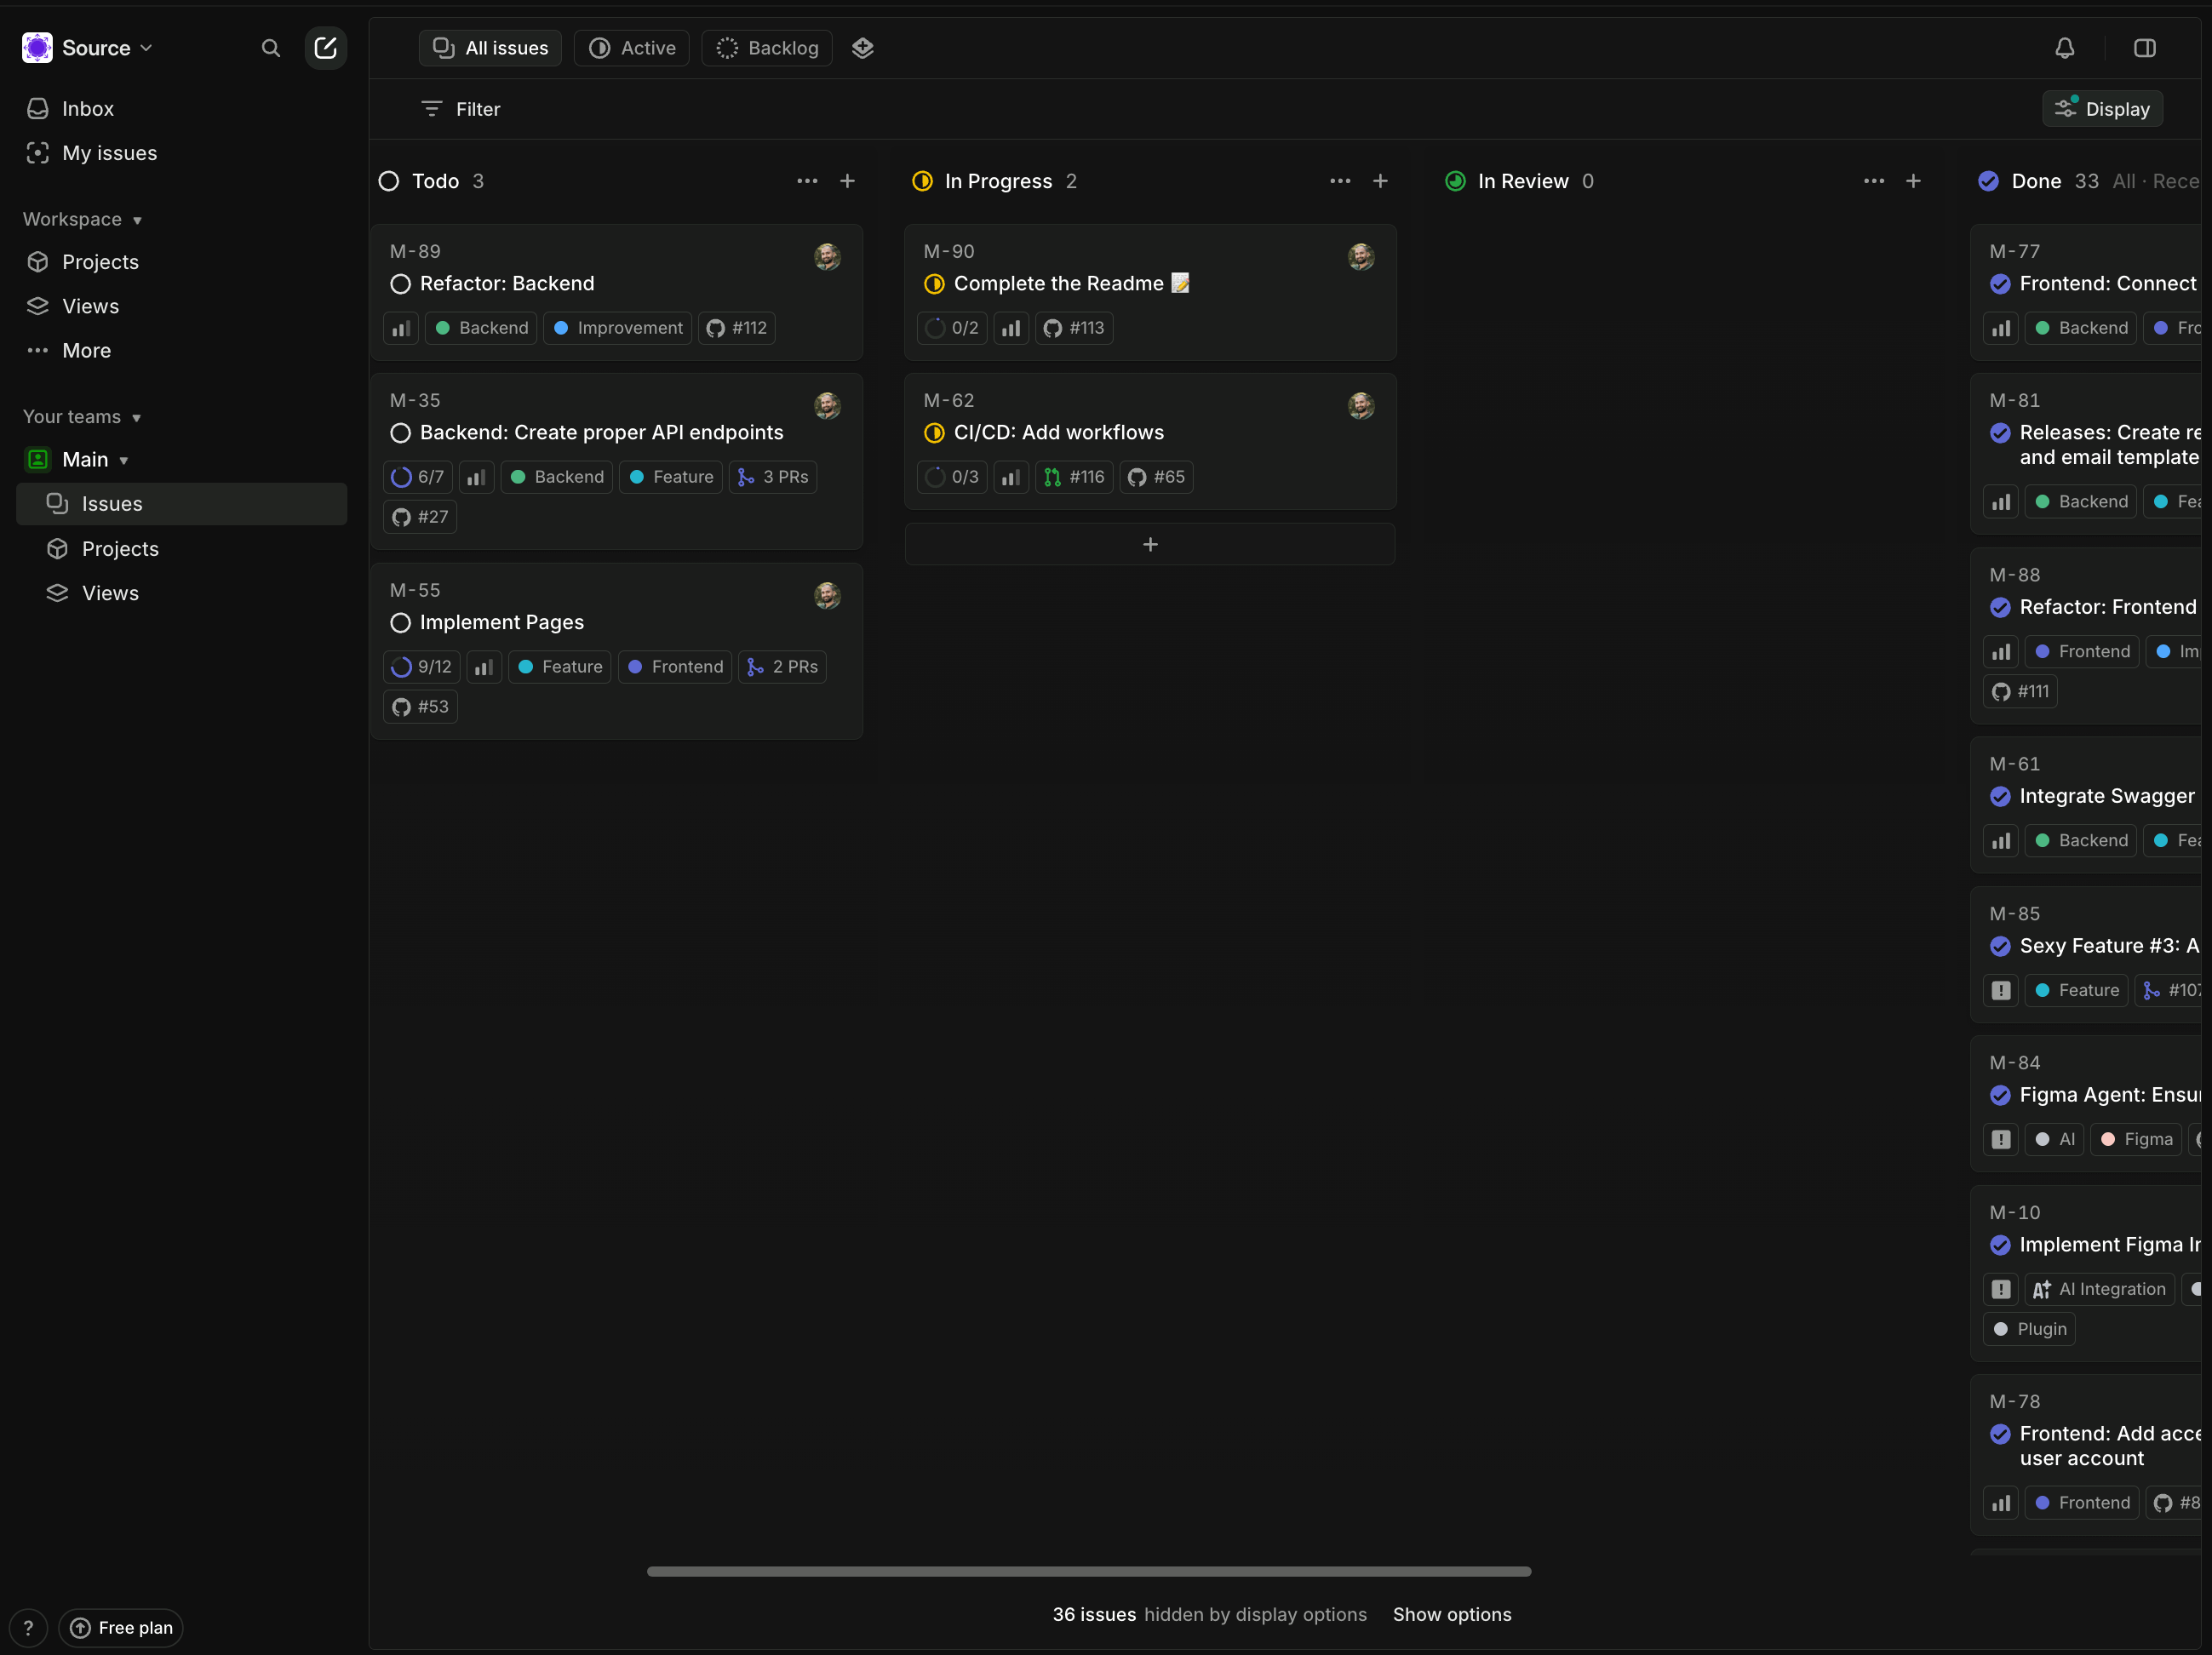 Source
Inbox
My issues
Workspace
Projects
Views
More
Your teams
Main
Issues
Projects
Views
? Free plan
All issues Active Backlog
Filter Display
Todo 3
M-89
Refactor: Backend
Backend Improvement #112
M-35
Backend: Create proper API endpoints
6/7 Backend Feature 3 PRs
#27
M-55
Implement Pages
9/12 Feature Frontend 2 PRs
#53
In Progress 2
M-90
Complete the Readme 📝
0/2 #113
M-62
CI/CD: Add workflows
0/3 #116 #65
+
In Review 0
Done 33 All · Rece
M-77
Frontend: Connect
Backend Fro
M-81
Releases: Create re
and email template
Backend Fea
M-88
Refactor: Frontend
Frontend Im
#111
M-61
Integrate Swagger
Backend Fea
M-85
Sexy Feature #3: A
Feature #107
M-84
Figma Agent: Ensu
AI Figma
M-10
Implement Figma I
AI Integration
Plugin
M-78
Frontend: Add acce
user account
Frontend #8
36 issues hidden by display options Show options